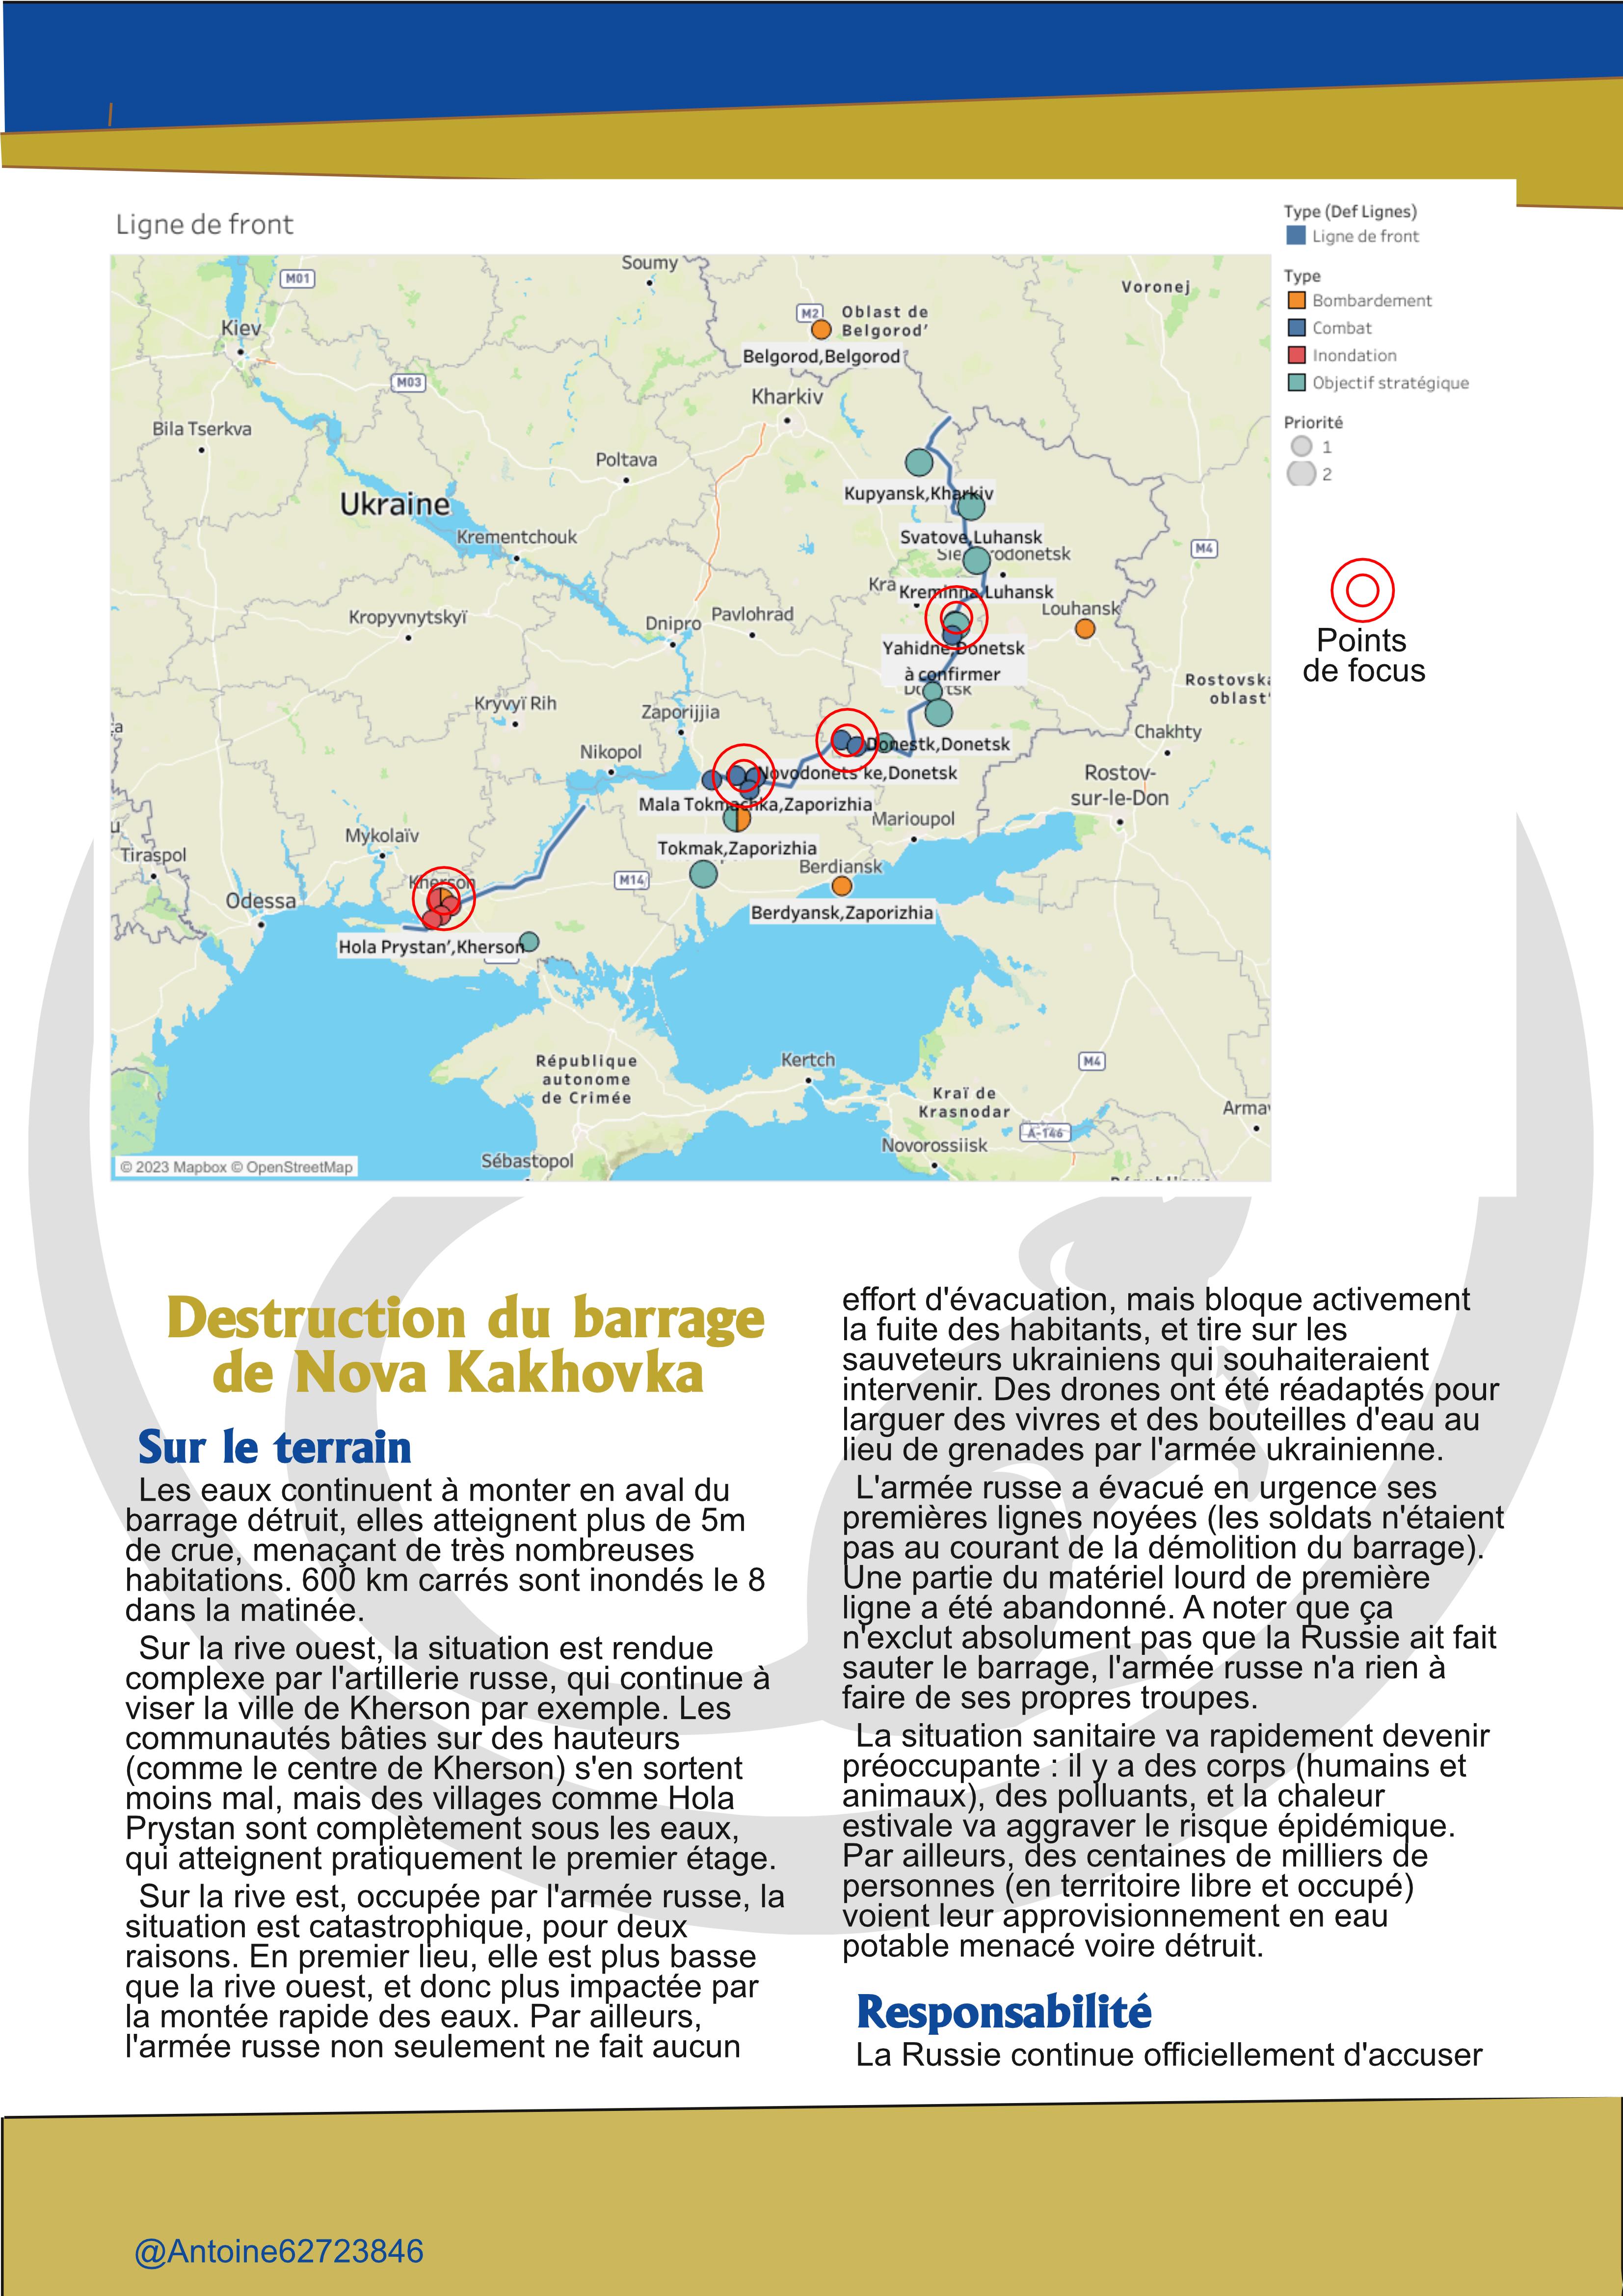 Ligne de front
Type (Def Lignes)
Ligne de front
Type
Bombardement
Combat
Inondation
Objectif stratégique
Priorité
1
2
Points
de focus
M01
Soumy
Voronej
M2
Oblast de
Belgorod'
Kiev
Belgorod,Belgorod
M03
Kharkiv
Bila Tserkva
Poltava
Ukraine
Kupyansk,Kharkiv
Krementchouk
Svatove,Luhansk
M4
Kreminna,Luhansk
Louhansk
Kropyvnytskyï
Dnipro
Pavlohrad
Yahidne,Donetsk
à confirmer
Rostovska
oblast'
Kryvyï Rih
Zaporijjia
Chakhty
Nikopol
Donestk,Donetsk
Novodonets'ke,Donetsk
Rostov-
sur-le-Don
Mala Tokmachka,Zaporizhia
Marioupol
Mykolaïv
Tiraspol
Tokmak,Zaporizhia
Berdiansk
Kherson
M14
Odessa
Berdyansk,Zaporizhia
Hola Prystan',Kherson
République
autonome
de Crimée
Kertch
M4
Kraï de
Krasnodar
A-146
Novorossiisk
Sébastopol
© 2023 Mapbox © OpenStreetMap
Destruction du barrage
de Nova Kakhovka
Sur le terrain
Les eaux continuent à monter en aval du
barrage détruit, elles atteignent plus de 5m
de crue, menaçant de très nombreuses
habitations. 600 km carrés sont inondés le 8
dans la matinée.
Sur la rive ouest, la situation est rendue
complexe par l'artillerie russe, qui continue à
viser la ville de Kherson par exemple. Les
communautés bâties sur des hauteurs
(comme le centre de Kherson) s'en sortent
moins mal, mais des villages comme Hola
Prystan sont complètement sous les eaux,
qui atteignent pratiquement le premier étage.
Sur la rive est, occupée par l'armée russe, la
situation est catastrophique, pour deux
raisons. En premier lieu, elle est plus basse
que la rive ouest, et donc plus impactée par
la montée rapide des eaux. Par ailleurs,
l'armée russe non seulement ne fait aucun
effort d'évacuation, mais bloque activement
la fuite des habitants, et tire sur les
sauveteurs ukrainiens qui souhaiteraient
intervenir. Des drones ont été réadaptés pour
larguer des vivres et des bouteilles d'eau au
lieu de grenades par l'armée ukrainienne.
L'armée russe a évacué en urgence ses
premières lignes noyées (les soldats n'étaient
pas au courant de la démolition du barrage).
Une partie du matériel lourd de première
ligne a été abandonné. A noter que ça
n'exclut absolument pas que la Russie ait fait
sauter le barrage, l'armée russe n'a rien à
faire de ses propres troupes.
La situation sanitaire va rapidement devenir
préoccupante : il y a des corps (humains et
animaux), des polluants, et la chaleur
estivale va aggraver le risque épidémique.
Par ailleurs, des centaines de milliers de
personnes (en territoire libre et occupé)
voient leur approvisionnement en eau
potable menacé voire détruit.
Responsabilité
La Russie continue officiellement d'accuser
@Antoine62723846